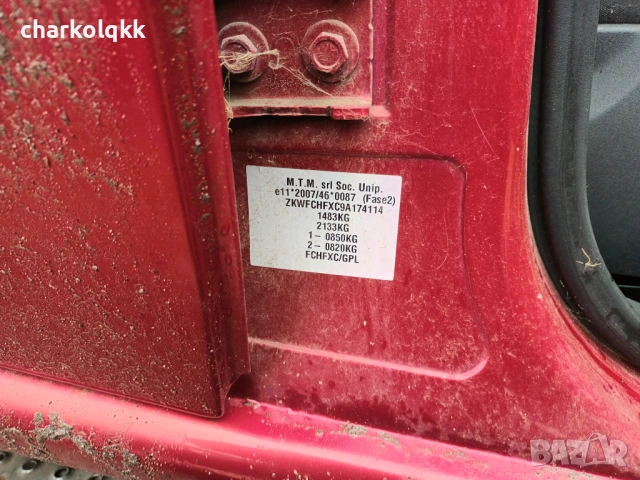 charkolqkk
M.T.M. srl Soc. Unip.
e11*2007/46*0087 (Fase2)
ZKWFCHFXC9A174114
1483KG
2133KG
1– 0850KG
2– 0820KG
FCHFXC/GPL
BAZAR